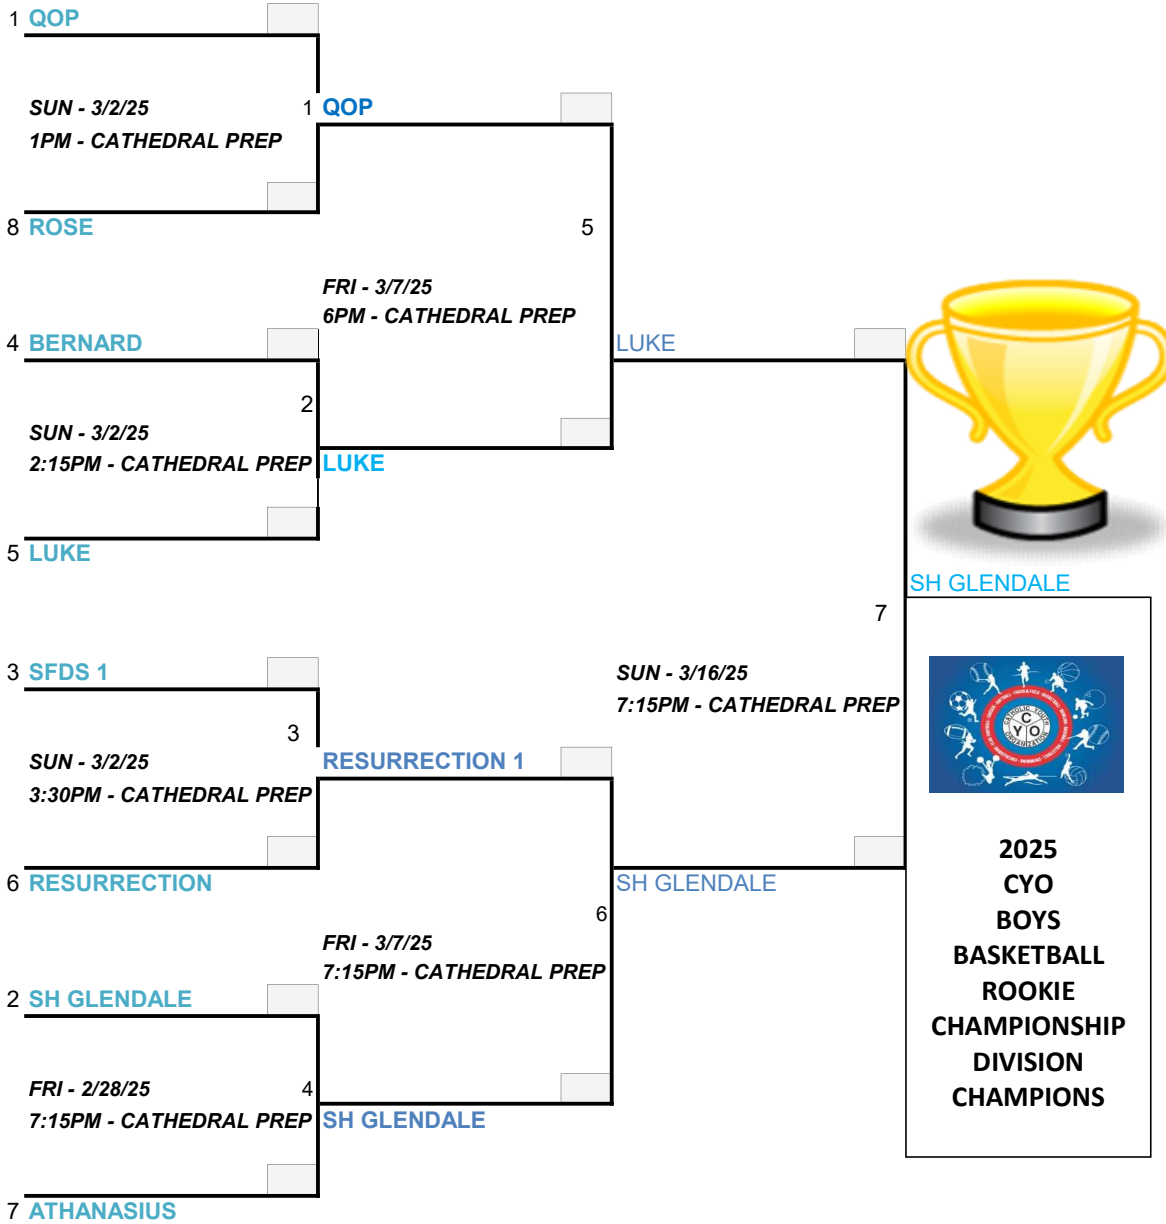 1 QOP
SUN - 3/2/25
1PM - CATHEDRAL PREP
1 QOP
8 ROSE
5
FRI - 3/7/25
6PM - CATHEDRAL PREP
4 BERNARD
LUKE
2
SUN - 3/2/25
2:15PM - CATHEDRAL PREP
LUKE
5 LUKE
SH GLENDALE
7
3 SFDS 1
SUN - 3/16/25
7:15PM - CATHEDRAL PREP
3
SUN - 3/2/25
3:30PM - CATHEDRAL PREP
RESURRECTION 1
6 RESURRECTION
SH GLENDALE
6
FRI - 3/7/25
7:15PM - CATHEDRAL PREP
2 SH GLENDALE
FRI - 2/28/25
7:15PM - CATHEDRAL PREP
4
SH GLENDALE
7 ATHANASIUS
CATHOLIC YOUTH
ORGANIZATION
C
Y O
2025
CYO
BOYS
BASKETBALL
ROOKIE
CHAMPIONSHIP
DIVISION
CHAMPIONS